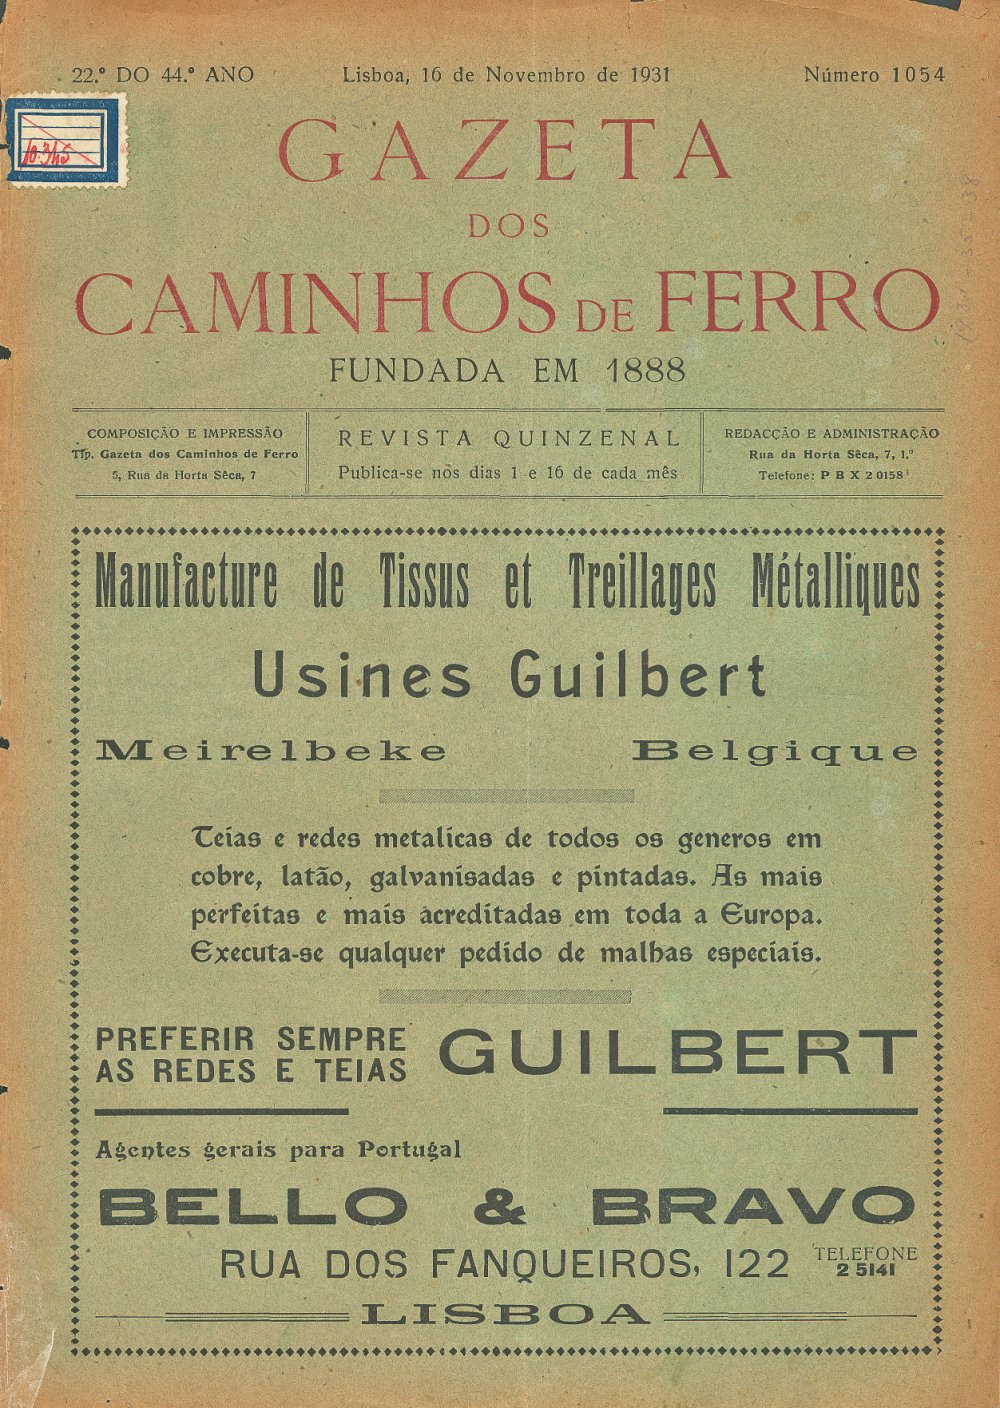 22.º DO 44.º ANO
Lisboa, 16 de Novembro de 1931
Número 1054
10.345
GAZETA
DOS
CAMINHOS DE FERRO
FUNDADA EM 1888
COMPOSIÇÃO E IMPRESSÃO
Tip. Gazeta dos Caminhos de Ferro
5, Rua da Horta Sêca, 7
REVISTA QUINZENAL
Publica-se nos dias 1 e 16 de cada mês
REDACÇÃO E ADMINISTRAÇÃO
Rua da Horta Sêca, 7, 1.º
Telefone: P B X 2 0158
Manufacture de Tissus et Treillages Métalliques
Usines Guilbert
Meirelbeke Belgique
Teias e redes metalicas de todos os generos em
cobre, latão, galvanisadas e pintadas. As mais
perfeitas e mais acreditadas em toda a Europa.
Executa-se qualquer pedido de malhas especiais.
PREFERIR SEMPRE
AS REDES E TEIAS
GUILBERT
Agentes gerais para Portugal
BELLO & BRAVO
RUA DOS FANQUEIROS, 122
TELEFONE
2 5141
LISBOA